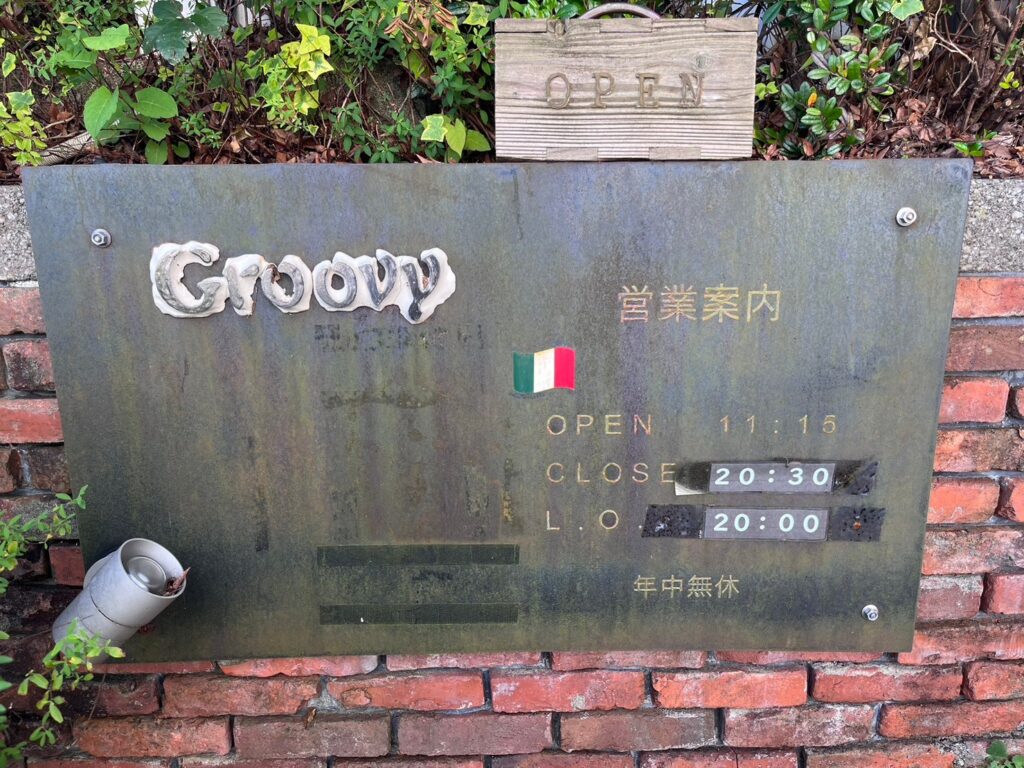 OPEN
Groovy
営業案内
OPEN 11:15
CLOSE 20:30
L.O. 20:00
年中無休